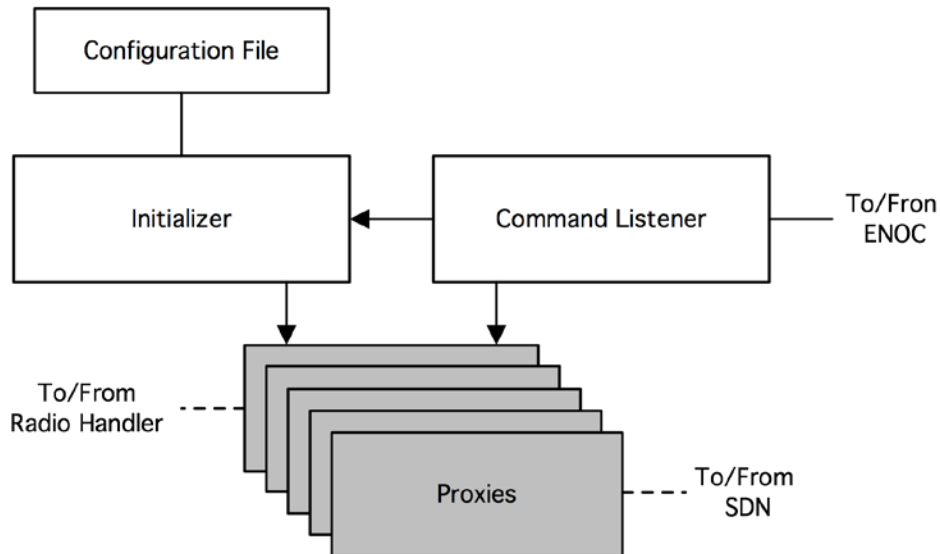 Configuration File
Initializer
Command Listener
To/Fron
ENOC
To/From
Radio Handler
Proxies
To/From
SDN